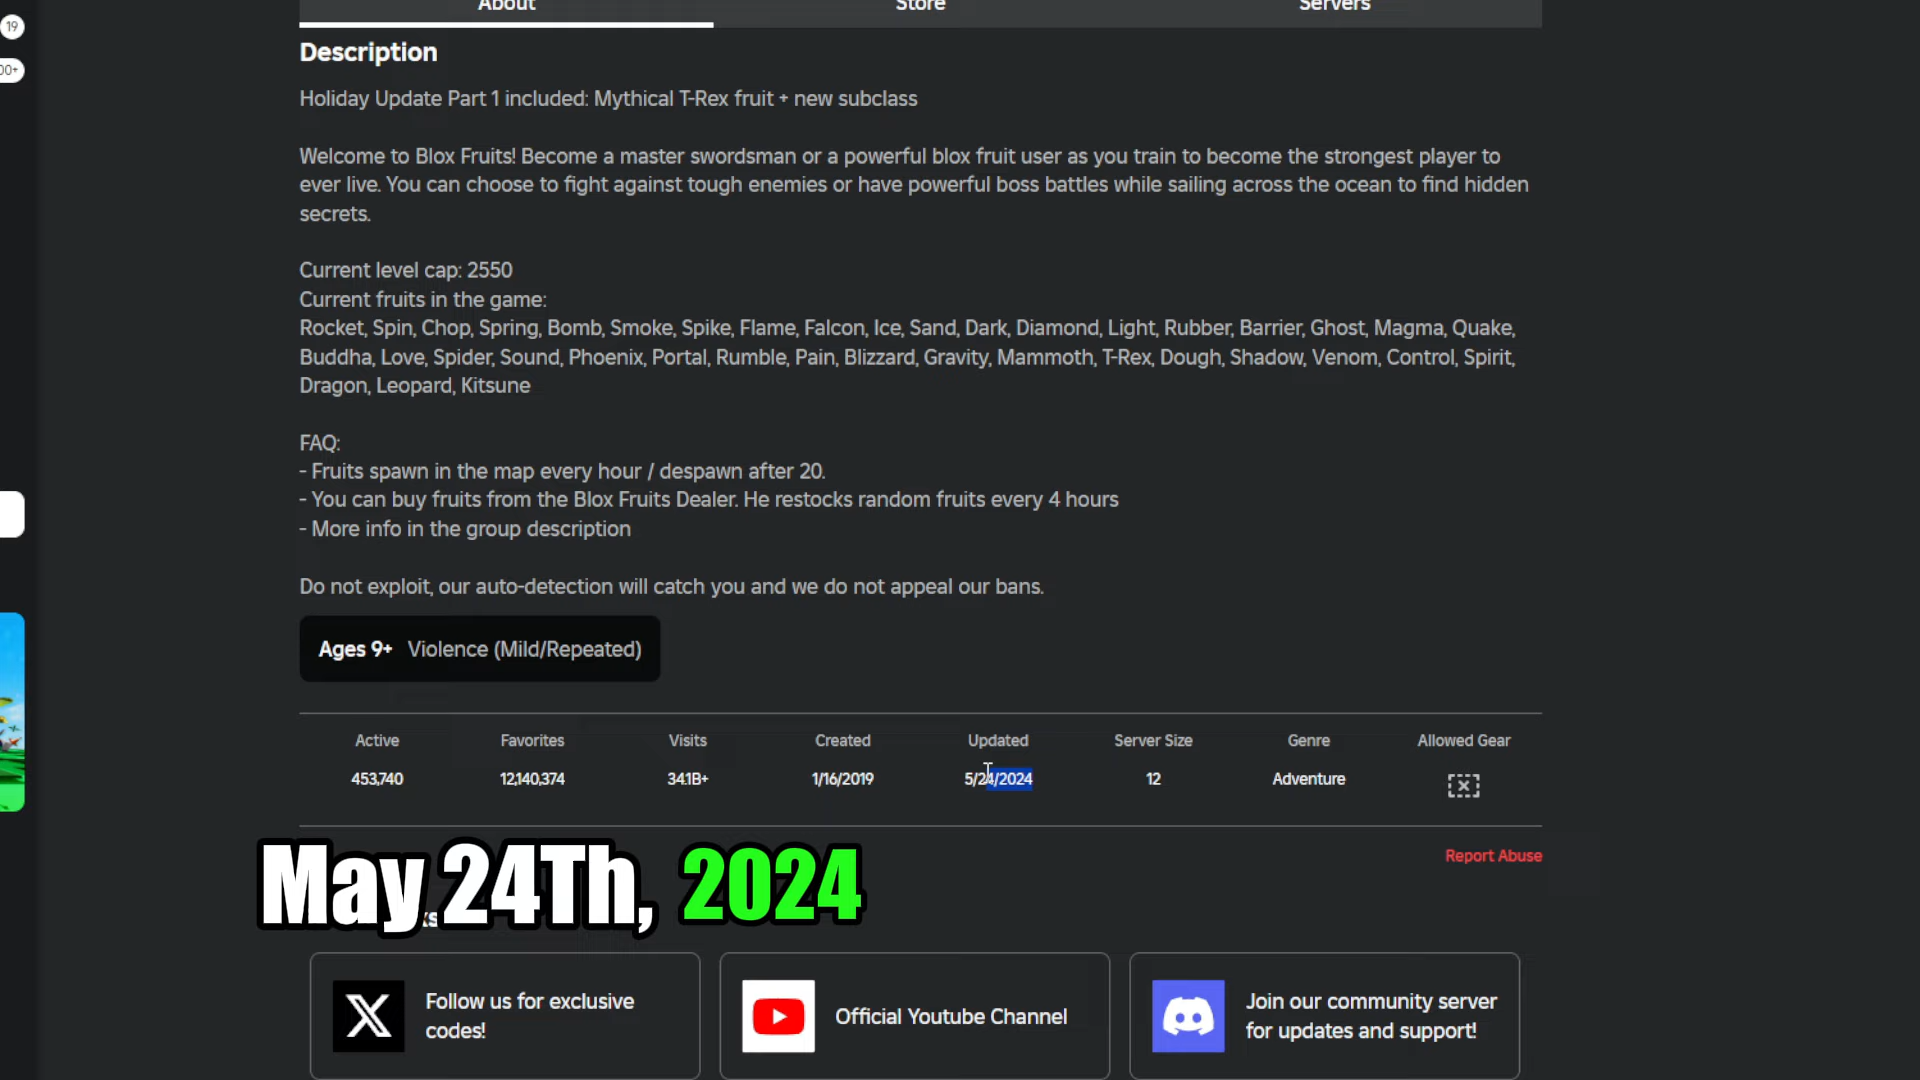 19
00+
About
Store
Servers
Description
Holiday Update Part 1 included: Mythical T-Rex fruit + new subclass
Welcome to Blox Fruits! Become a master swordsman or a powerful blox fruit user as you train to become the strongest player to
ever live. You can choose to fight against tough enemies or have powerful boss battles while sailing across the ocean to find hidden
secrets.
Current level cap: 2550
Current fruits in the game:
Rocket, Spin, Chop, Spring, Bomb, Smoke, Spike, Flame, Falcon, Ice, Sand, Dark, Diamond, Light, Rubber, Barrier, Ghost, Magma, Quake,
Buddha, Love, Spider, Sound, Phoenix, Portal, Rumble, Pain, Blizzard, Gravity, Mammoth, T-Rex, Dough, Shadow, Venom, Control, Spirit,
Dragon, Leopard, Kitsune
FAQ:
- Fruits spawn in the map every hour / despawn after 20.
- You can buy fruits from the Blox Fruits Dealer. He restocks random fruits every 4 hours
- More info in the group description
Do not exploit, our auto-detection will catch you and we do not appeal our bans.
Ages 9+ Violence (Mild/Repeated)
Active Favorites Visits Created Updated Server Size Genre Allowed Gear
453,740 12,140,374 34.1B+ 1/16/2019 5/24/2024 12 Adventure
Report Abuse
May 24Th, 2024
Follow us for exclusive
codes!
Official Youtube Channel
Join our community server
for updates and support!